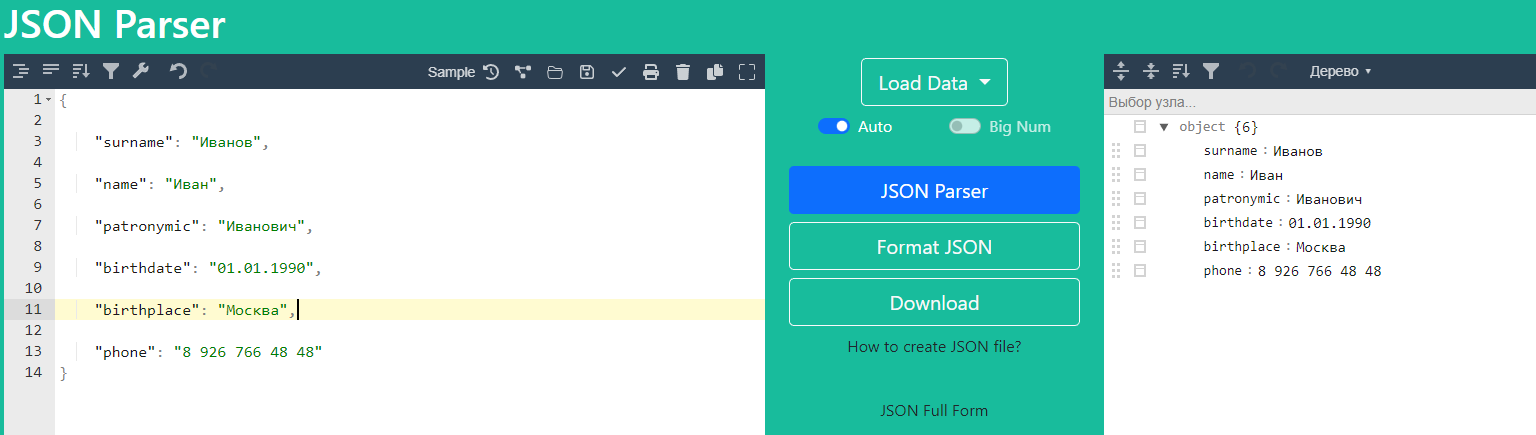 JSON Parser
Sample
1 {
2
3 "surname": "Иванов",
4
5 "name": "Иван",
6
7 "patronymic": "Иванович",
8
9 "birthdate": "01.01.1990",
10
11 "birthplace": "Москва",
12
13 "phone": "8 926 766 48 48"
14 }
Load Data
Auto Big Num
JSON Parser
Format JSON
Download
How to create JSON file?
JSON Full Form
Дерево
Выбор узла...
object {6}
surname : Иванов
name : Иван
patronymic : Иванович
birthdate : 01.01.1990
birthplace : Москва
phone : 8 926 766 48 48